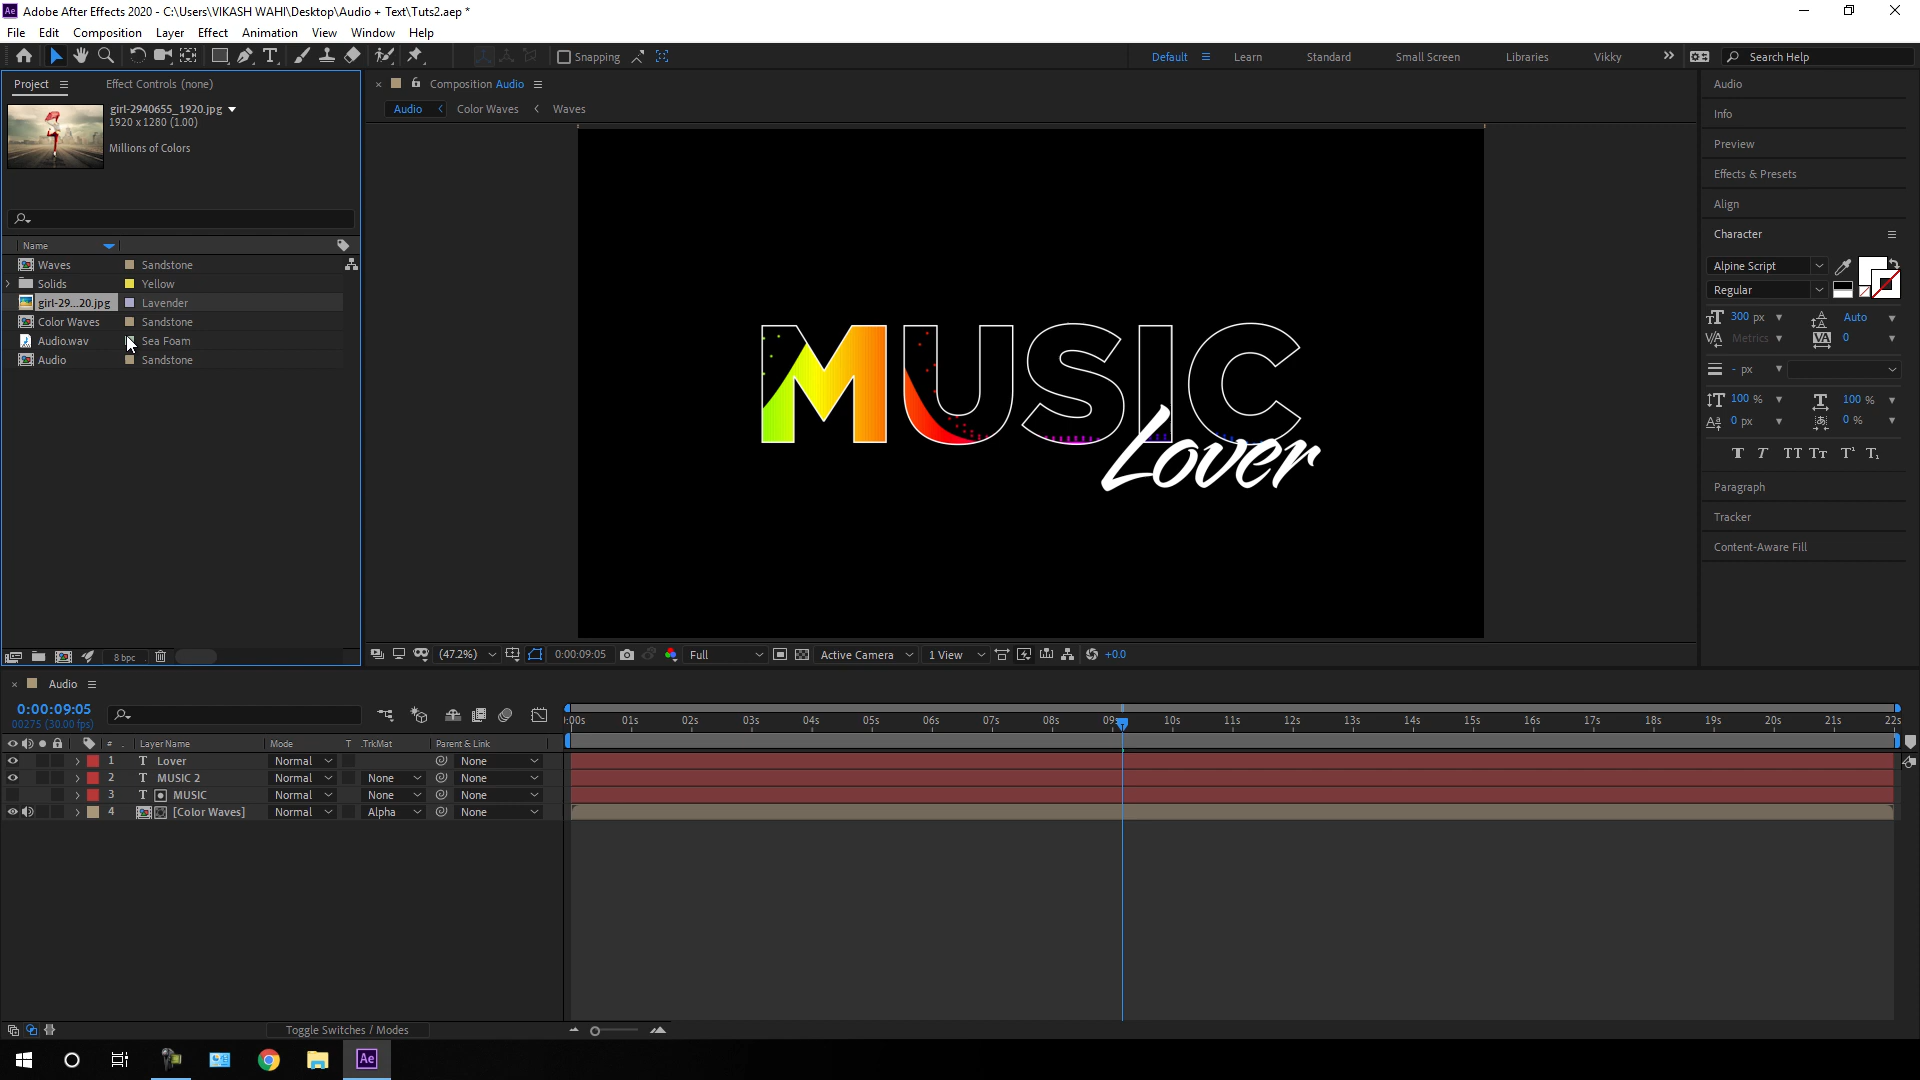 Adobe After Effects 2020 - C:\Users\VIKASH WAHI\Desktop\Audio + Text\Tuts2.aep *
File Edit Composition Layer Effect Animation View Window Help
Snapping Default Learn Standard Small Screen Libraries Vikky Search Help
Project Effect Controls (none)
girl-2940655_1920.jpg
1920 x 1280 (1.00)
Millions of Colors
Name
Waves Sandstone
Solids Yellow
girl-29...20.jpg Lavender
Color Waves Sandstone
Audio.wav Sea Foam
Audio Sandstone
8 bpc
Composition Audio
Audio Color Waves Waves
MUSIC
Lover
(47.2%) 0:00:09:05 Full Active Camera 1 View +0.0
Audio
Info
Preview
Effects & Presets
Align
Character
Alpine Script
Regular
300 px Auto
Metrics 0
- px
100 % 100 %
0 px 0 %
T T TT Tт T' T,
Paragraph
Tracker
Content-Aware Fill
Audio
0:00:09:05
00275 (30.00 fps)
:00s 01s 02s 03s 04s 05s 06s 07s 08s 09s 10s 11s 12s 13s 14s 15s 16s 17s 18s 19s 20s 21s 22s
# Layer Name Mode T .TrkMat Parent & Link
1 T Lover Normal None
2 T MUSIC 2 Normal None None
3 T MUSIC Normal None None
4 [Color Waves] Normal Alpha None
Toggle Switches / Modes
Ae